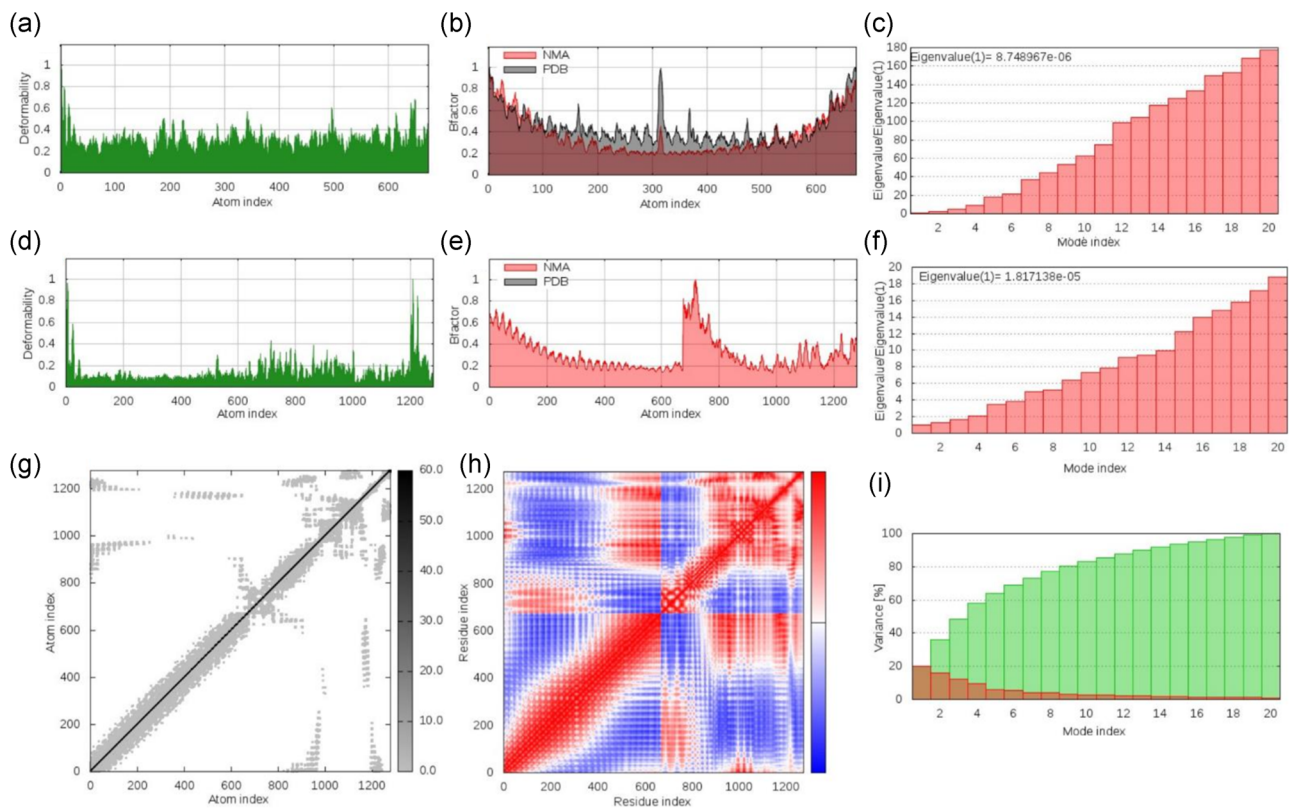 (a)
Deformability
1
0.8
0.6
0.4
0.2
0
0 100 200 300 400 500 600
Atom index
(b)
NMA
PDB
Bfactor
1
0.8
0.6
0.4
0.2
0
0 100 200 300 400 500 600
Atom index
(c)
Eigenvalue(1)= 8.748967e-06
Eigenvalue/Eigenvalue(1)
180
160
140
120
100
80
60
40
20
0
2 4 6 8 10 12 14 16 18 20
Mode index
(d)
Deformability
1
0.8
0.6
0.4
0.2
0
0 200 400 600 800 1000 1200
Atom index
(e)
NMA
PDB
Bfactor
1
0.8
0.6
0.4
0.2
0
0 200 400 600 800 1000 1200
Atom index
(f)
Eigenvalue(1)= 1.817138e-05
Eigenvalue/Eigenvalue(1)
20
18
16
14
12
10
8
6
4
2
0
2 4 6 8 10 12 14 16 18 20
Mode index
(g)
Atom index
1200
1000
800
600
400
200
0
0 200 400 600 800 1000 1200
Atom index
60.0
50.0
40.0
30.0
20.0
10.0
0.0
(h)
Residue index
1200
1000
800
600
400
200
0
0 200 400 600 800 1000 1200
Residue index
(i)
Variance [%]
100
80
60
40
20
0
2 4 6 8 10 12 14 16 18 20
Mode index